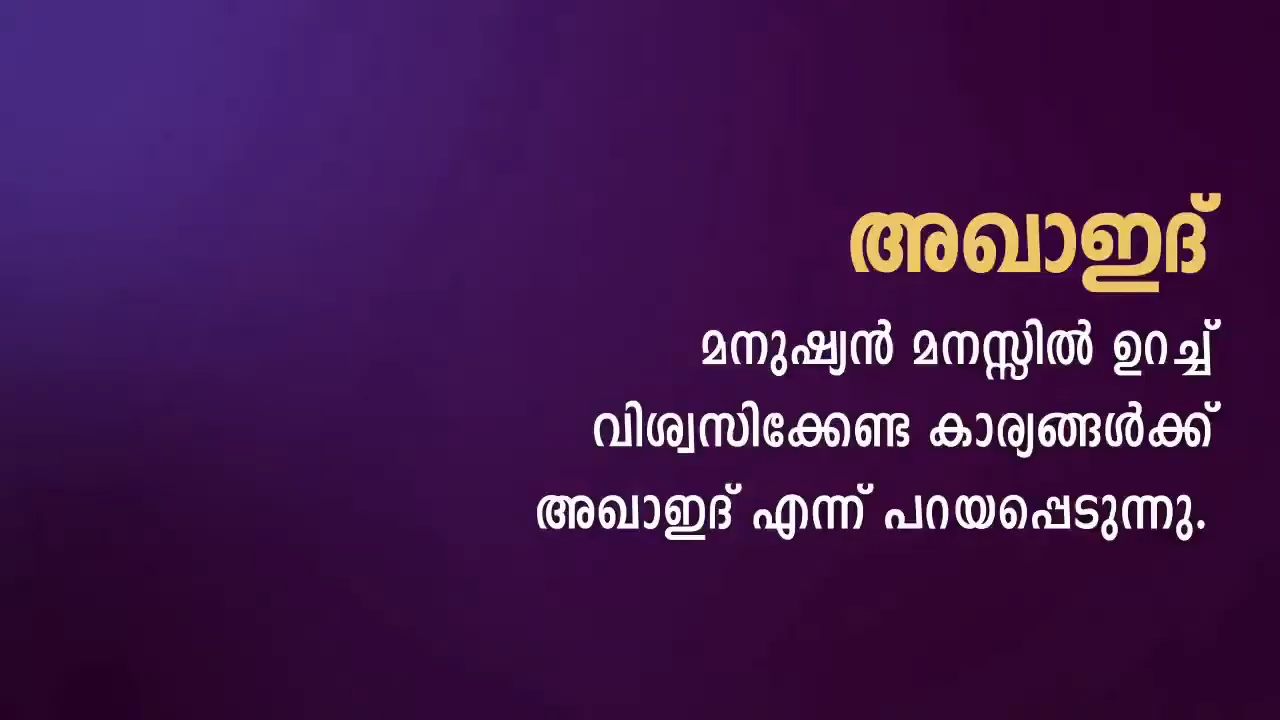 അഖാഇദ്
മനുഷ്യൻ മനസ്സിൽ ഉറച്ച്
വിശ്വസിക്കേണ്ട കാര്യങ്ങൾക്ക്
അഖാഇദ് എന്ന് പറയപ്പെടുന്നു.